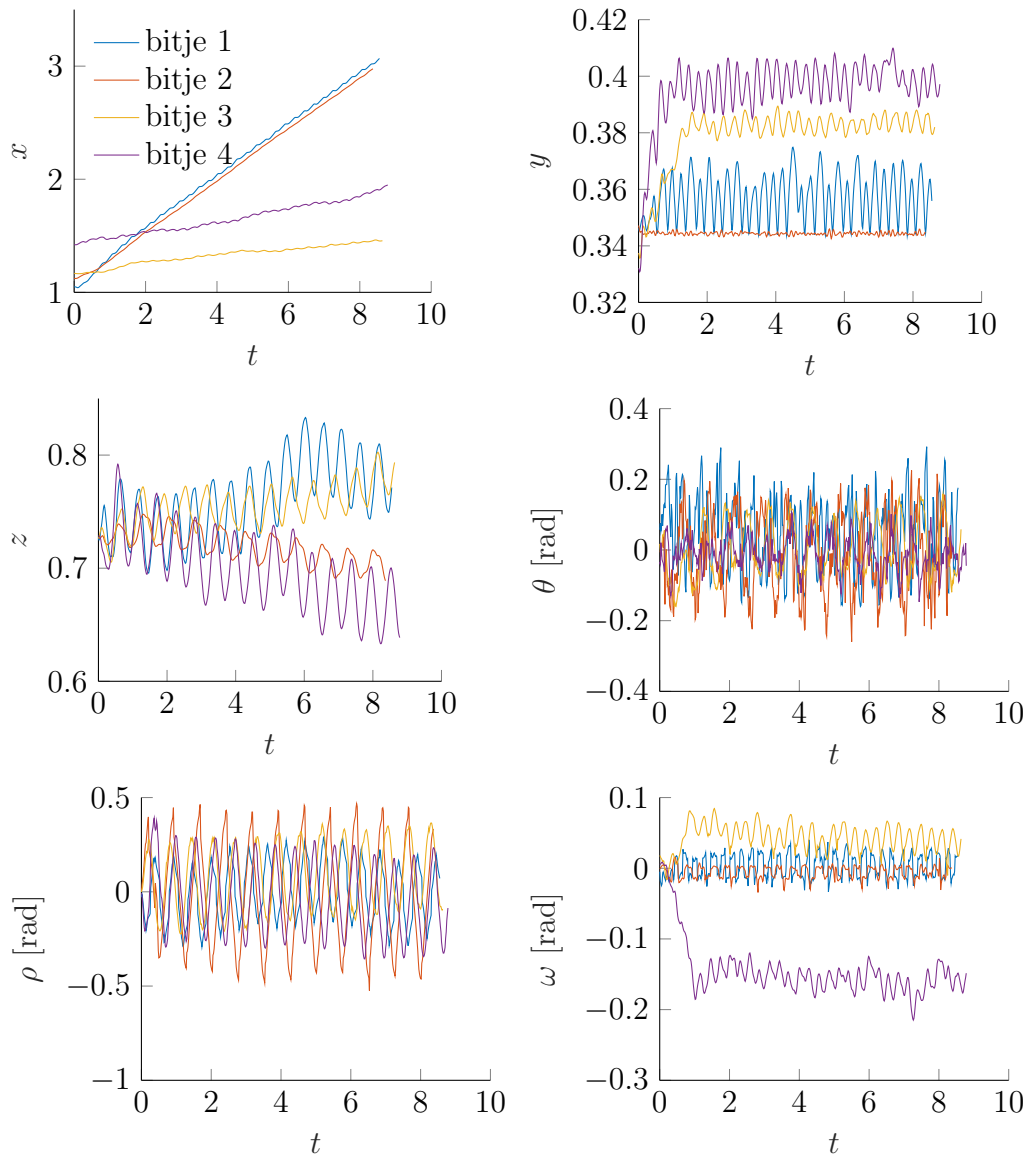 3
2
1
x
bitje 1
bitje 2
bitje 3
bitje 4
0 2 4 6 8 10
t
0.42
0.4
0.38
0.36
0.34
0.32
y
0 2 4 6 8 10
t
0.8
0.7
0.6
z
0 2 4 6 8 10
t
0.4
0.2
0
−0.2
−0.4
θ [rad]
0 2 4 6 8 10
t
0.5
0
−0.5
−1
ρ [rad]
0 2 4 6 8 10
t
0.1
0
−0.1
−0.2
−0.3
ω [rad]
0 2 4 6 8 10
t